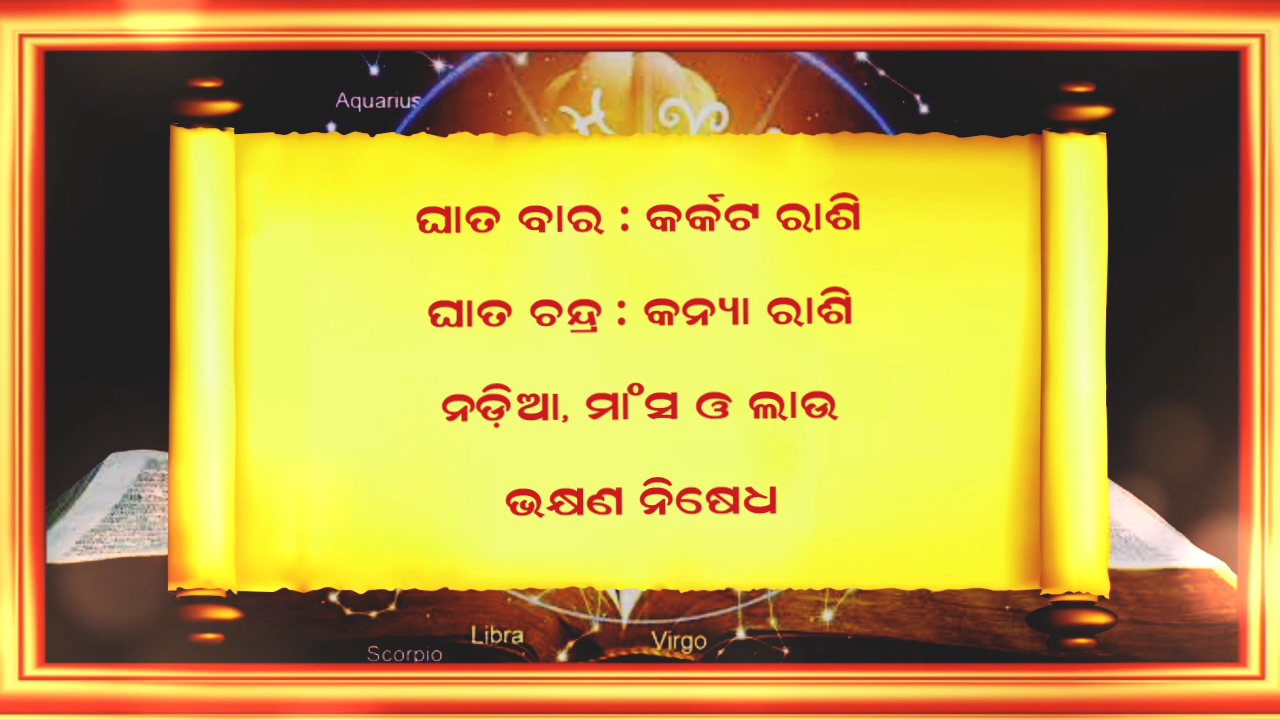 Aquarius
ଘାତ ବାର : କର୍କଟ ରାଶି
ଘାତ ଚନ୍ଦ୍ର : କନ୍ୟା ରାଶି
ନଡ଼ିଆ, ମାଂସ ଓ ଲାଉ
ଭକ୍ଷଣ ନିଷେଧ
Libra
Virgo
Scorpio